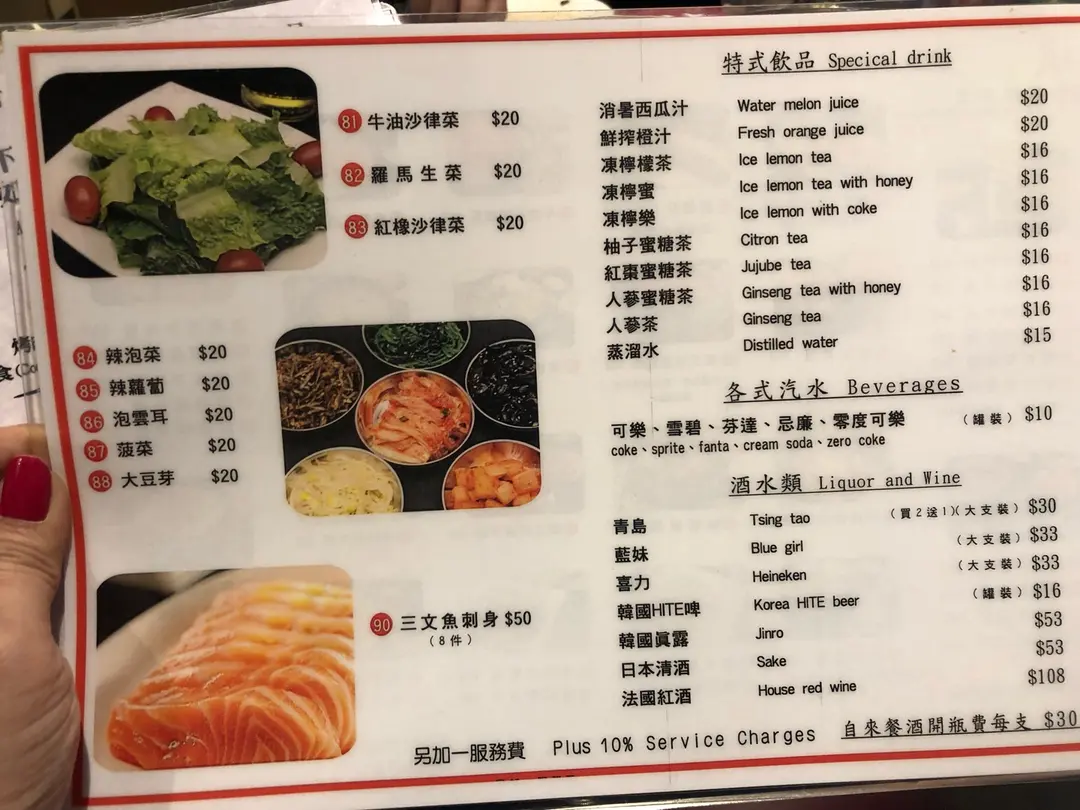 81 牛油沙律菜 $20
82 羅馬生菜 $20
83 紅橡沙律菜 $20
84 辣泡菜 $20
85 辣蘿蔔 $20
86 泡雲耳 $20
87 菠菜 $20
88 大豆芽 $20
90 三文魚刺身 $50
(8件)
特式飲品 Specical drink
消暑西瓜汁 Water melon juice $20
鮮搾橙汁 Fresh orange juice $20
凍檸檬茶 Ice lemon tea $16
凍檸蜜 Ice lemon tea with honey $16
凍檸樂 Ice lemon with coke $16
柚子蜜糖茶 Citron tea $16
紅棗蜜糖茶 Jujube tea $16
人蔘蜜糖茶 Ginseng tea with honey $16
人蔘茶 Ginseng tea $16
蒸溜水 Distilled water $15
各式汽水 Beverages
可樂、雪碧、芬達、忌廉、零度可樂 (罐裝) $10
coke、sprite、fanta、cream soda、zero coke
酒水類 Liquor and Wine
青島 Tsing tao (買2送1)(大支裝) $30
藍妹 Blue girl (大支裝) $33
喜力 Heineken (大支裝) $33
韓國HITE啤 Korea HITE beer (罐裝) $16
韓國眞露 Jinro $53
日本清酒 Sake $53
法國紅酒 House red wine $108
另加一服務費 Plus 10% Service Charges 自來餐酒開瓶費每支 $30